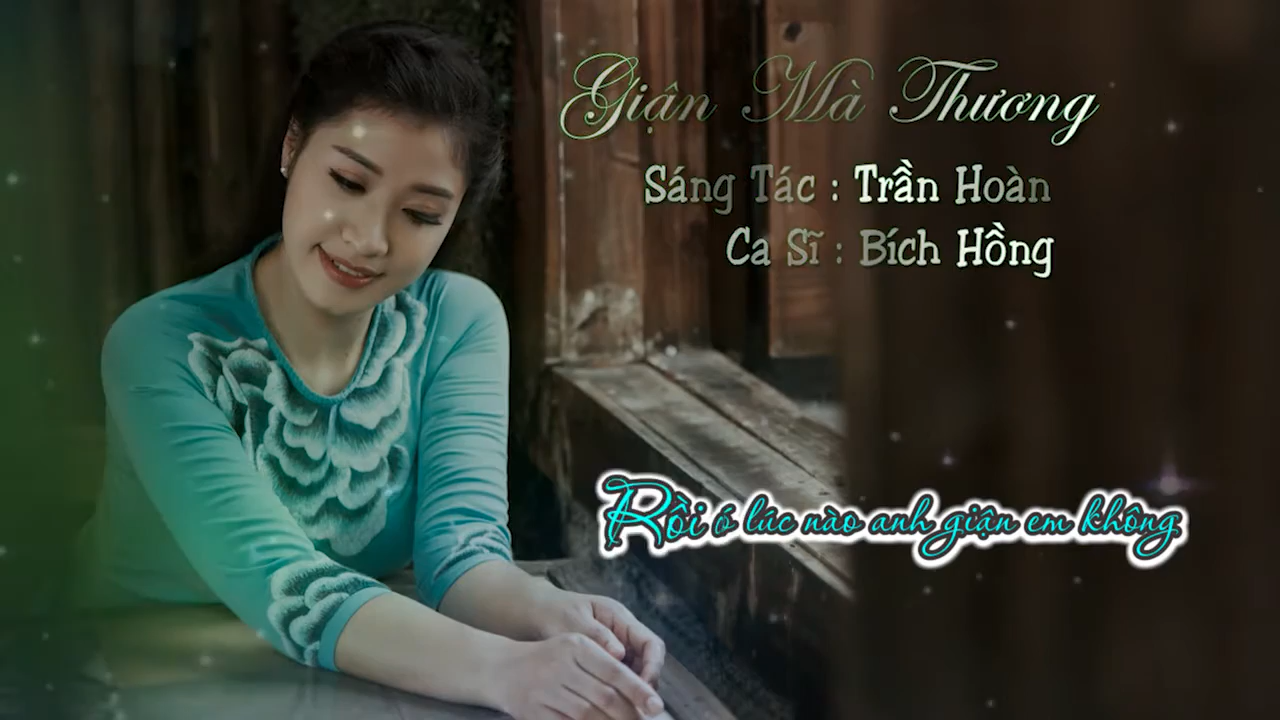 Giận Mà Thương
Sáng Tác : Trần Hoàn
Ca Sĩ : Bích Hồng
Rồi ó lúc nào anh giận em không